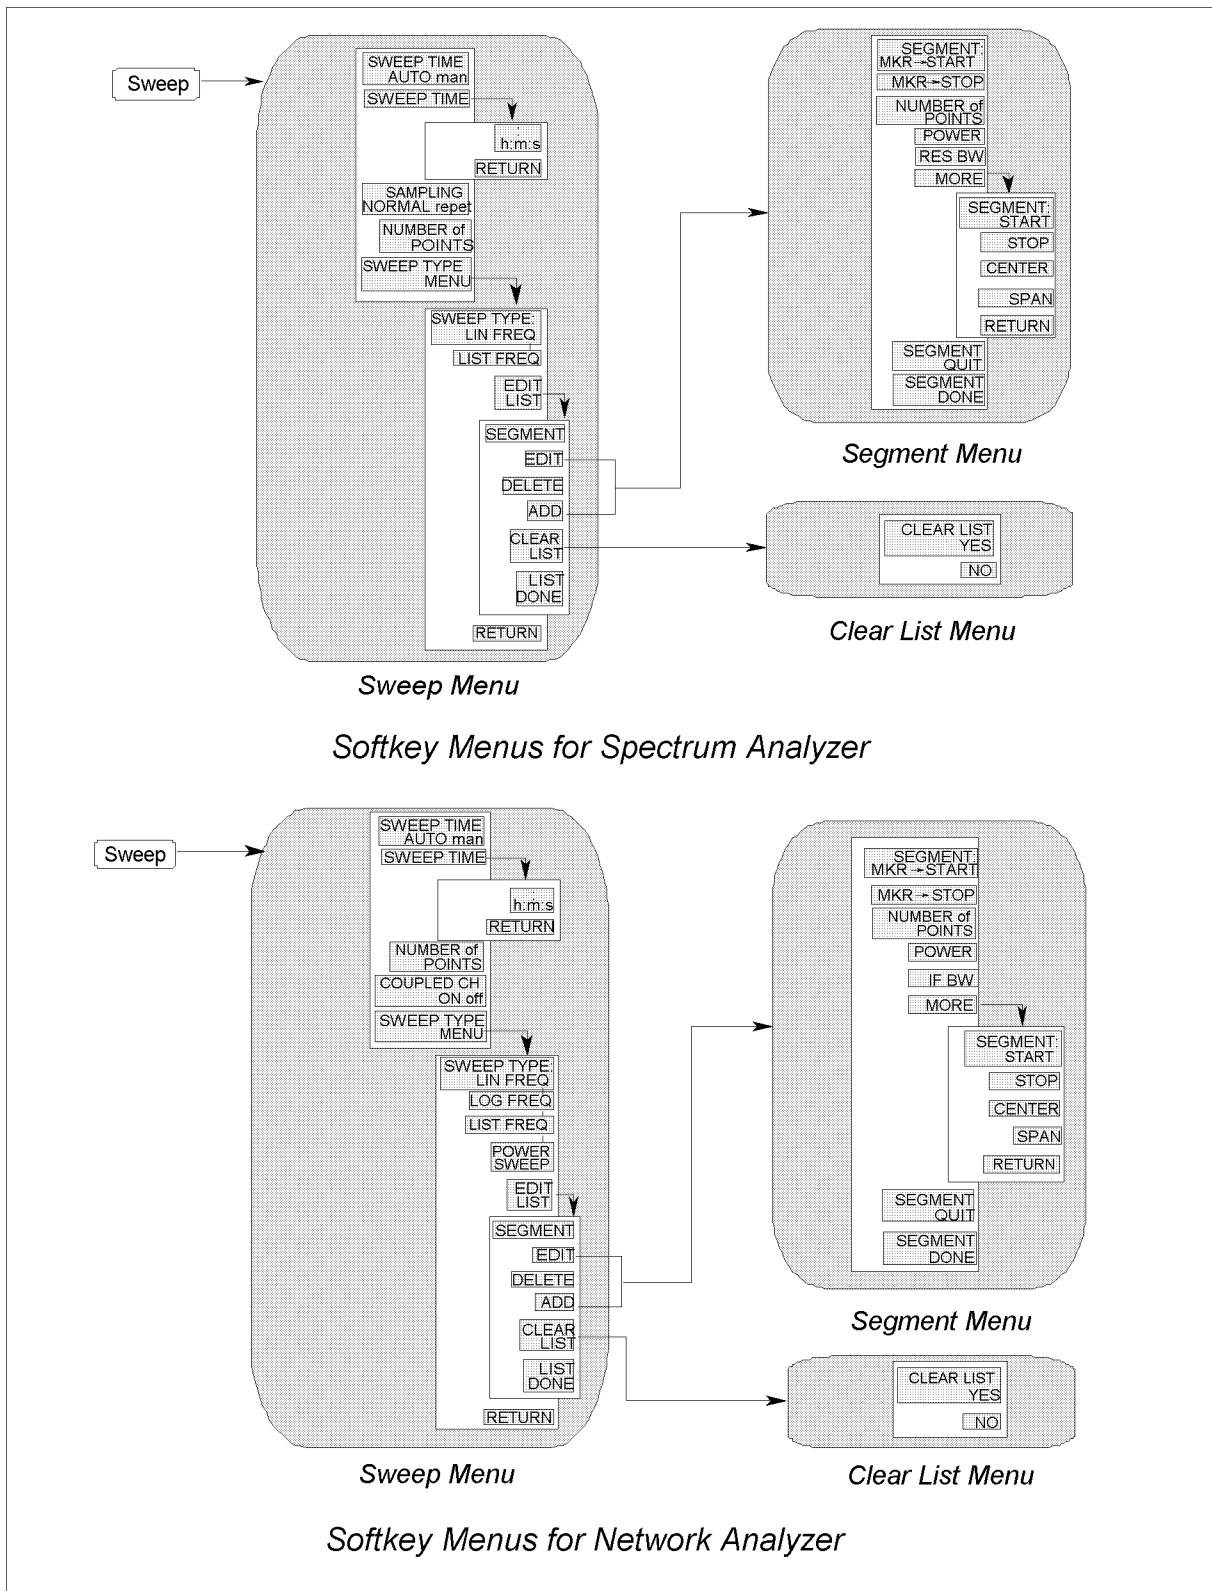 Sweep
SWEEP TIME
AUTO man
SWEEP TIME
:
h:m:s
RETURN
SAMPLING
NORMAL repet
NUMBER of
POINTS
SWEEP TYPE
MENU
SWEEP TYPE:
LIN FREQ
LIST FREQ
EDIT
LIST
SEGMENT
EDIT
DELETE
ADD
CLEAR
LIST
LIST
DONE
RETURN
Sweep Menu
SEGMENT:
MKR→START
MKR→STOP
NUMBER of
POINTS
POWER
RES BW
MORE
SEGMENT:
START
STOP
CENTER
SPAN
RETURN
SEGMENT
QUIT
SEGMENT
DONE
Segment Menu
CLEAR LIST
YES
NO
Clear List Menu
Softkey Menus for Spectrum Analyzer
Sweep
SWEEP TIME
AUTO man
SWEEP TIME
:
h:m:s
RETURN
NUMBER of
POINTS
COUPLED CH
ON off
SWEEP TYPE
MENU
SWEEP TYPE:
LIN FREQ
LOG FREQ
LIST FREQ
POWER
SWEEP
EDIT
LIST
SEGMENT
EDIT
DELETE
ADD
CLEAR
LIST
LIST
DONE
RETURN
Sweep Menu
SEGMENT:
MKR→START
MKR→STOP
NUMBER of
POINTS
POWER
IF BW
MORE
SEGMENT:
START
STOP
CENTER
SPAN
RETURN
SEGMENT
QUIT
SEGMENT
DONE
Segment Menu
CLEAR LIST
YES
NO
Clear List Menu
Softkey Menus for Network Analyzer